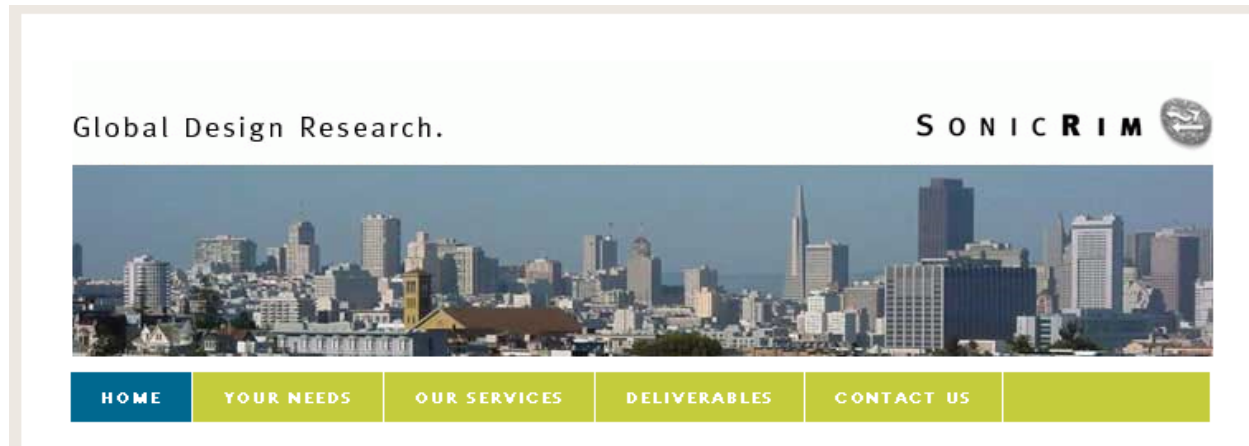 Global Design Research.
SONICRIM
HOME YOUR NEEDS OUR SERVICES DELIVERABLES CONTACT US